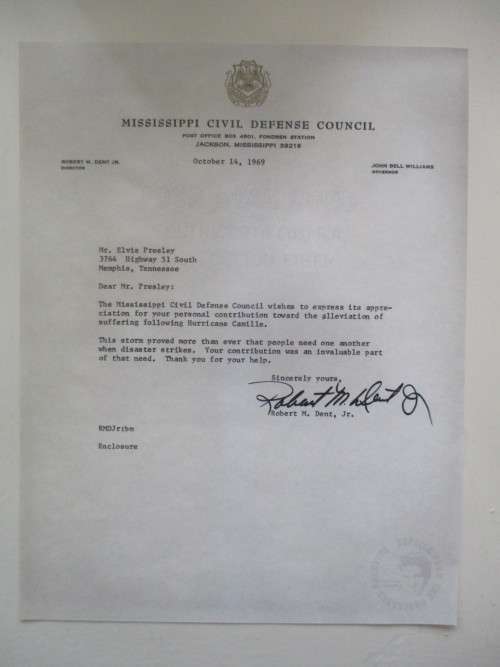 MISSISSIPPI CIVIL DEFENSE COUNCIL
POST OFFICE BOX 4501, FONDREN STATION
JACKSON, MISSISSIPPI 39216
ROBERT M. DENT JR.
DIRECTOR
October 14, 1969
JOHN BELL WILLIAMS
GOVERNOR
Mr. Elvis Presley
3764 Highway 51 South
Memphis, Tennessee
Dear Mr. Presley:
The Mississippi Civil Defense Council wishes to express its appre-
ciation for your personal contribution toward the alleviation of
suffering following Hurricane Camille.
This storm proved more than ever that people need one another
when disaster strikes. Your contribution was an invaluable part
of that need. Thank you for your help.
Sincerely yours,
Robert M. Dent Jr
Robert M. Dent, Jr.
RMDJr:bm
Enclosure